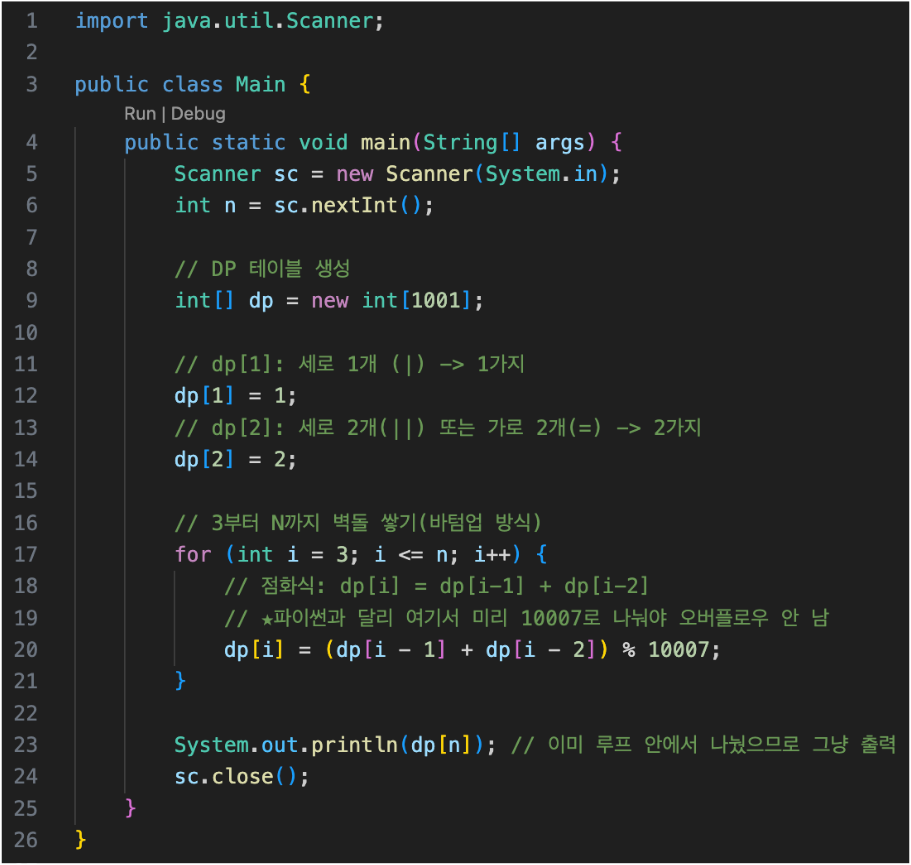 1 import java.util.Scanner;
2
3 public class Main {
Run | Debug
4 public static void main(String[] args) {
5 Scanner sc = new Scanner(System.in);
6 int n = sc.nextInt();
7
8 // DP 테이블 생성
9 int[] dp = new int[1001];
10
11 // dp[1]: 세로 1개 (|) -> 1가지
12 dp[1] = 1;
13 // dp[2]: 세로 2개(||) 또는 가로 2개(=) -> 2가지
14 dp[2] = 2;
15
16 // 3부터 N까지 벽돌 쌓기(바텀업 방식)
17 for (int i = 3; i <= n; i++) {
18 // 점화식: dp[i] = dp[i-1] + dp[i-2]
19 // ★파이썬과 달리 여기서 미리 10007로 나눠야 오버플로우 안 남
20 dp[i] = (dp[i - 1] + dp[i - 2]) % 10007;
21 }
22
23 System.out.println(dp[n]); // 이미 루프 안에서 나눴으므로 그냥 출력
24 sc.close();
25 }
26 }